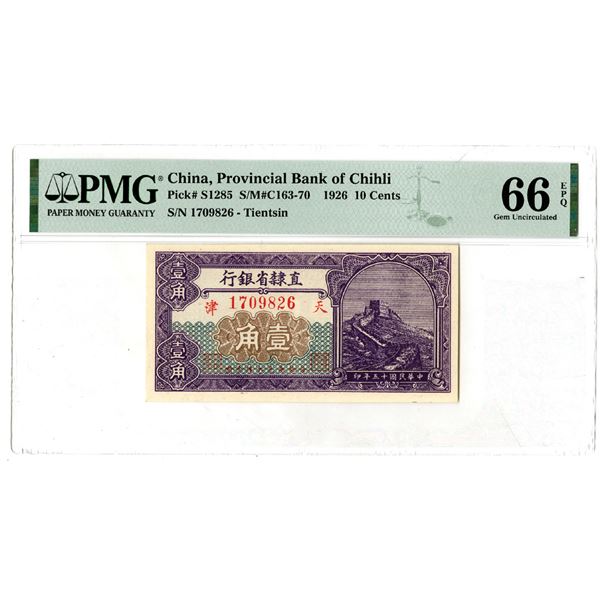 PMG
PAPER MONEY GUARANTY
China, Provincial Bank of Chihli
Pick# S1285 S/M#C163-70 1926 10 Cents
S/N 1709826 - Tientsin
66 EPQ
Gem Uncirculated
行銀省隸直
津 1709826 天
角壹
壹角
壹角
印年五十國民華中